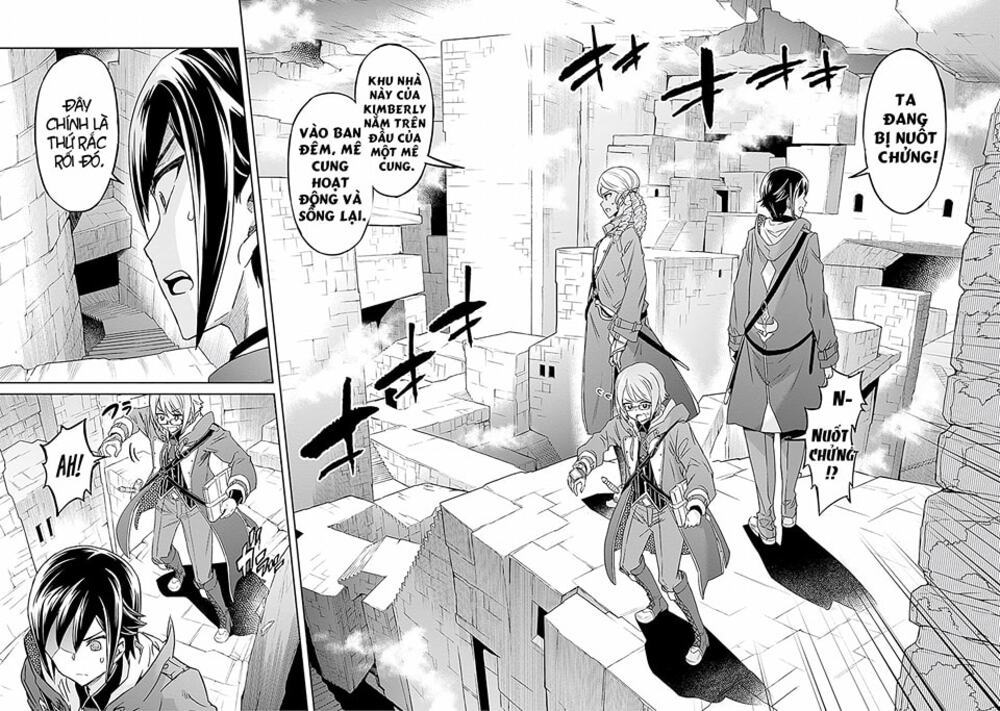 TA
ĐANG
BỊ NUỐT
CHỬNG!
N-
NUỐT
CHỬNG
!?
KHU NHÀ
NÀY CỦA
KIMBERLY
NẰM TRÊN
ĐẦU CỦA
MỘT MÊ
CUNG.
VÀO BAN
ĐÊM, MÊ
CUNG
HOẠT
ĐỘNG VÀ
SỐNG LẠI.
ĐÂY
CHÍNH LÀ
THỨ RẮC
RỐI ĐÓ.
AH!